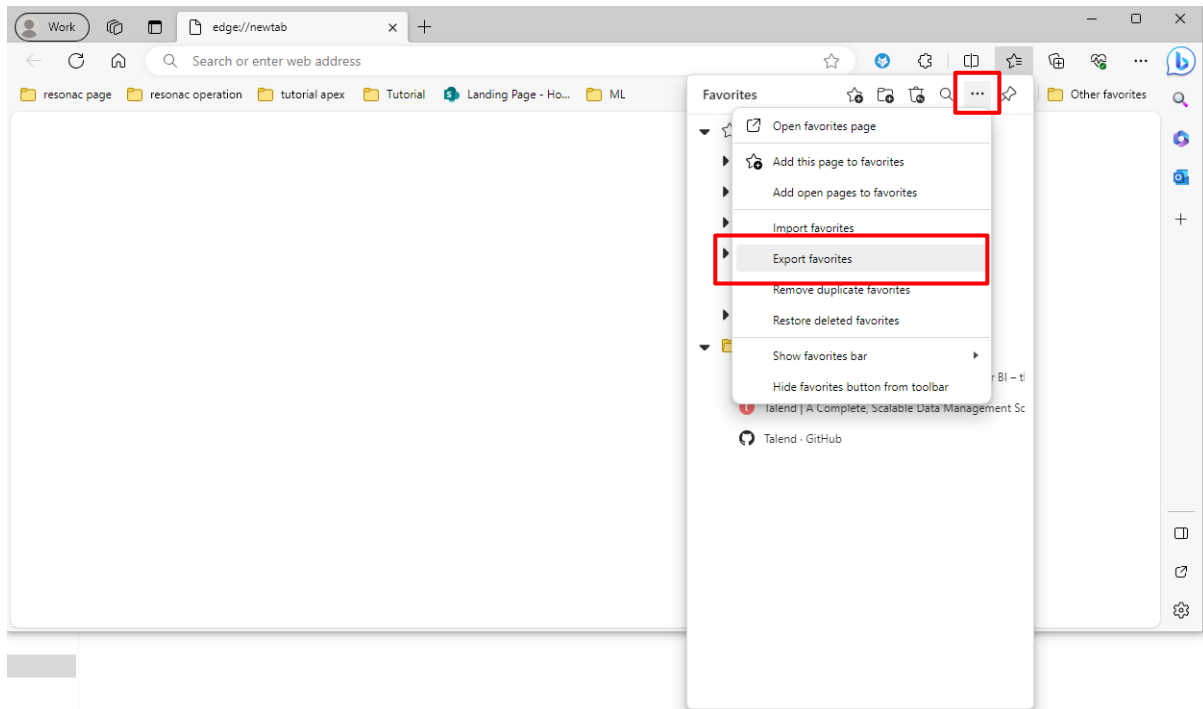 Work
edge://newtab
Search or enter web address
resonac page
resonac operation
tutorial apex
Tutorial
Landing Page - Ho...
ML
Favorites
Other favorites
Open favorites page
Add this page to favorites
Add open pages to favorites
Import favorites
Export favorites
Remove duplicate favorites
Restore deleted favorites
Show favorites bar
Hide favorites button from toolbar
BI – t
Talend | A Complete, Scalable Data Management Sc
Talend - GitHub